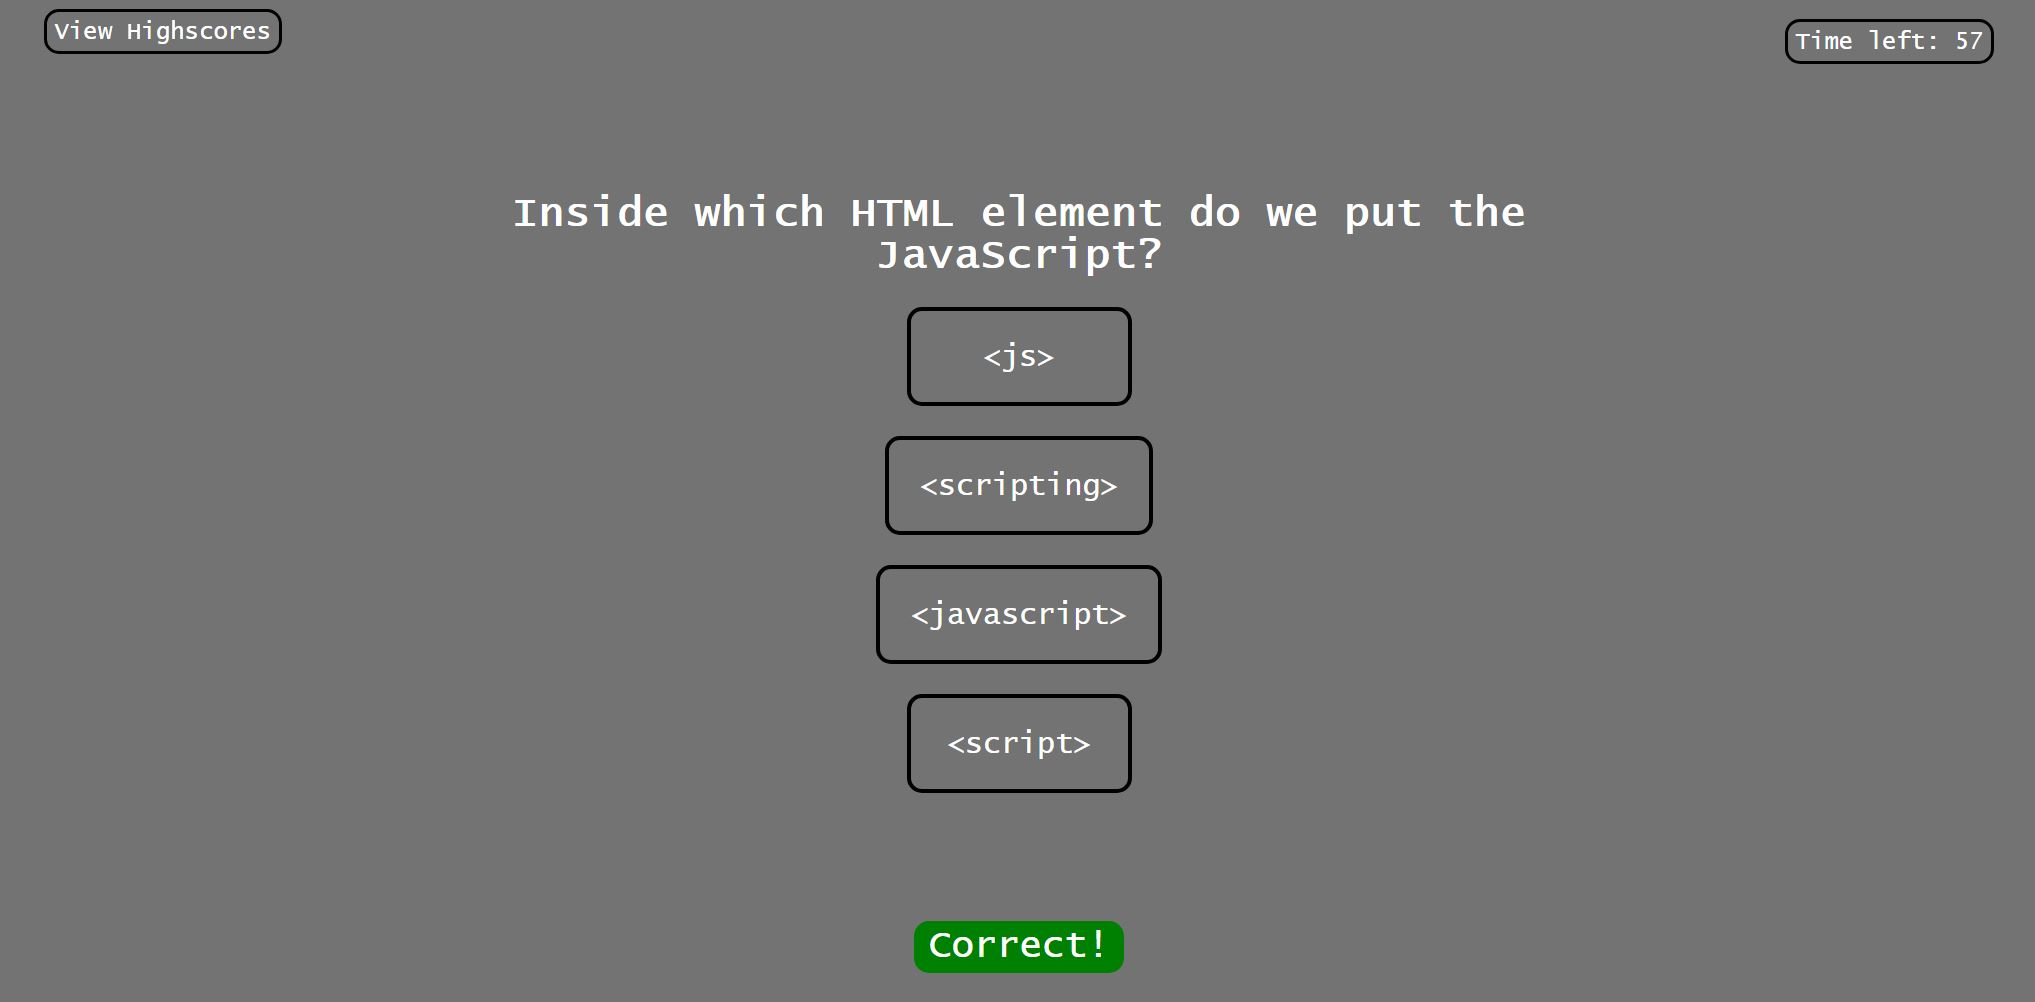 View Highscores
Time left: 57
Inside which HTML element do we put the
JavaScript?
<js>
<scripting>
<javascript>
<script>
Correct!